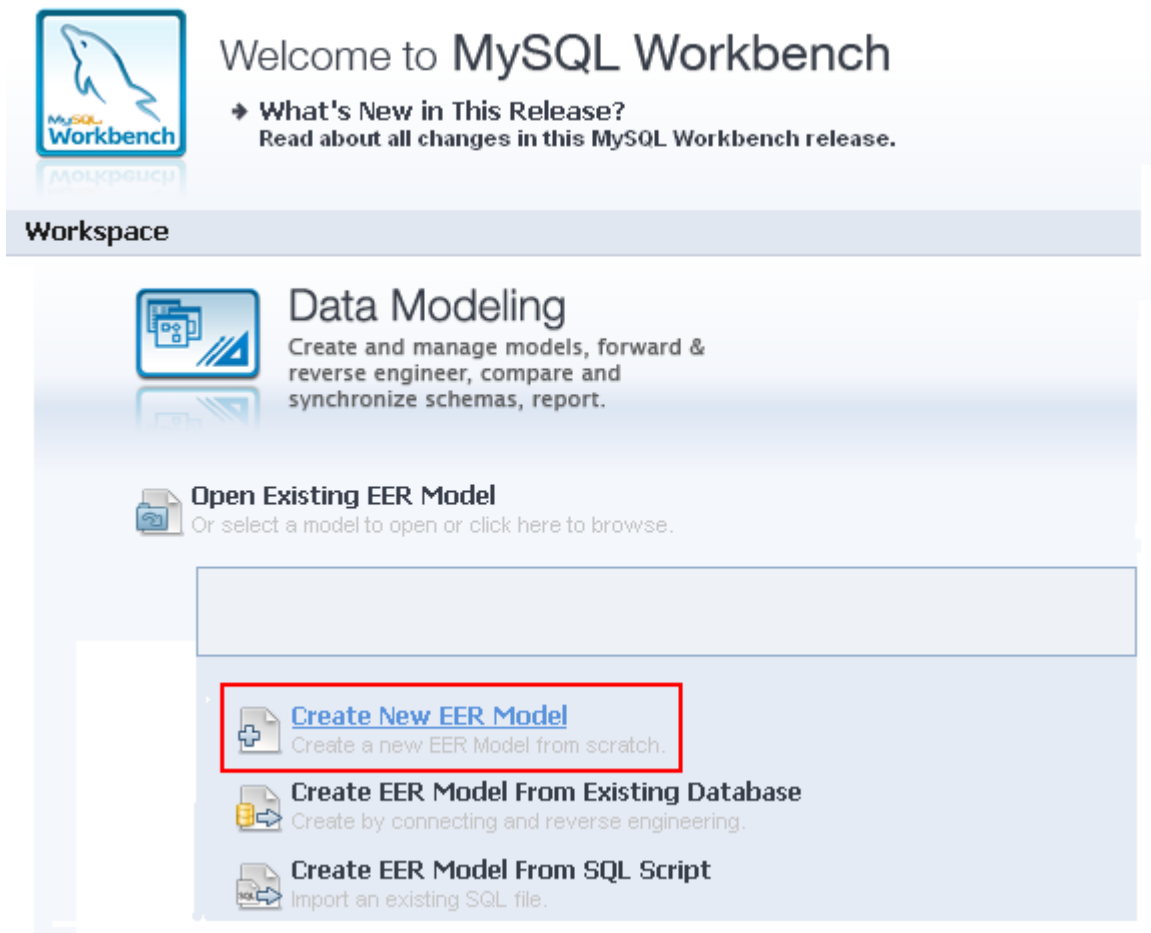 Welcome to MySQL Workbench
What's New in This Release?
Read about all changes in this MySQL Workbench release.
MySQL
Workbench
Workspace
Data Modeling
Create and manage models, forward &
reverse engineer, compare and
synchronize schemas, report.
Open Existing EER Model
Or select a model to open or click here to browse.
Create New EER Model
Create a new EER Model from scratch.
Create EER Model From Existing Database
Create by connecting and reverse engineering.
Create EER Model From SQL Script
SQL
Import an existing SQL file.